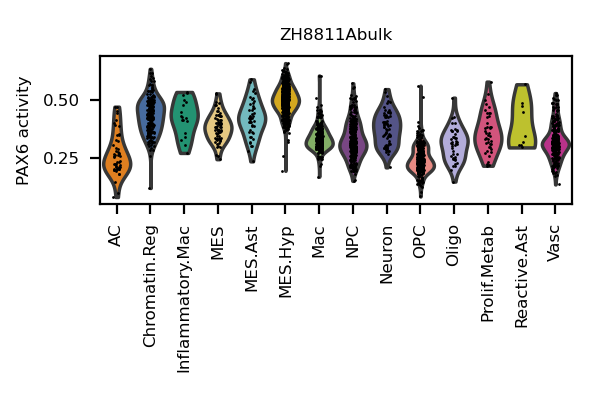 ZH8811Abulk
PAX6 activity
0.50
0.25
AC
Chromatin.Reg
Inflammatory.Mac
MES
MES.Ast
MES.Hyp
Mac
NPC
Neuron
OPC
Oligo
Prolif.Metab
Reactive.Ast
Vasc